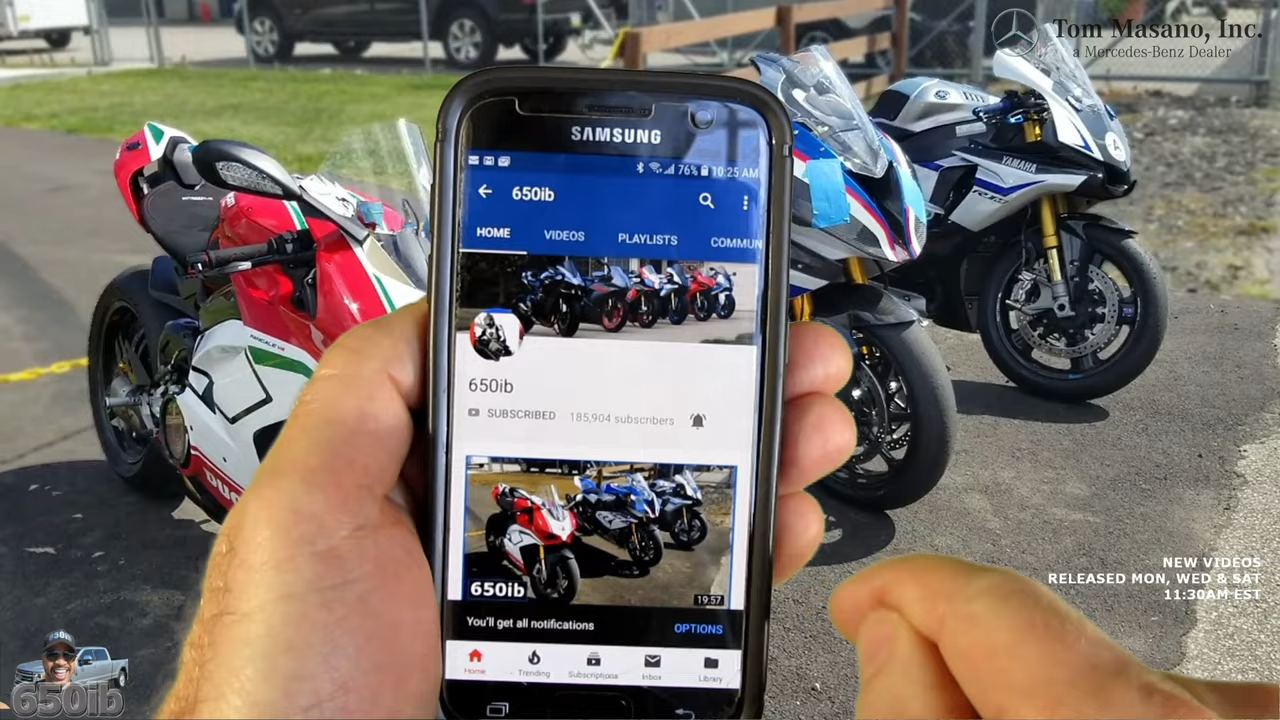 Tom Masano, Inc.
a Mercedes-Benz Dealer
SAMSUNG
76% 10:25 AM
650ib
HOME VIDEOS PLAYLISTS COMMUN
650ib
SUBSCRIBED 185,904 subscribers
650ib
19:57
You'll get all notifications OPTIONS
Home Trending Subscriptions Inbox Library
YAMAHA
A
PANIGALE V4
NEW VIDEOS
RELEASED MON, WED & SAT
11:30AM EST
650ib